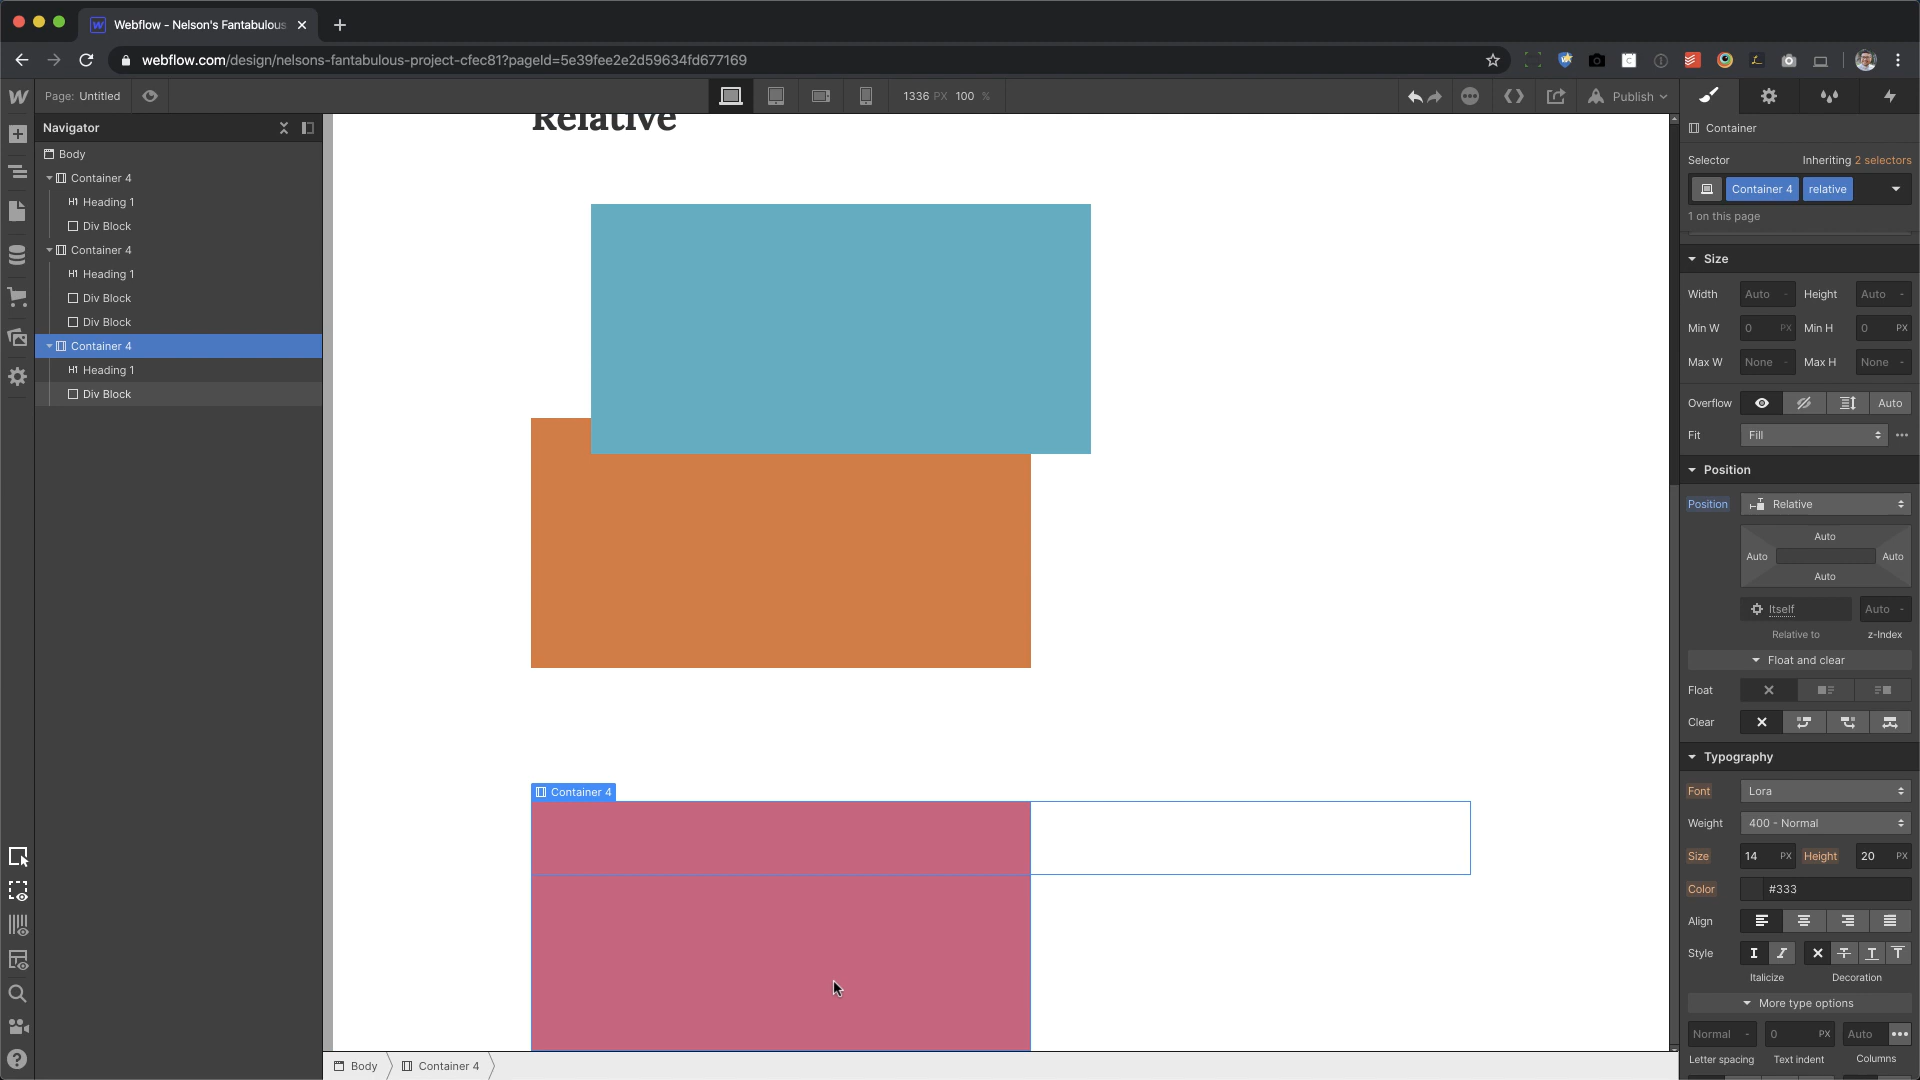 Webflow - Nelson's Fantabulous
webflow.com/design/nelsons-fantabulous-project-cfec81?pageId=5e39fee2e2d59634fd677169
Page: Untitled
1336 PX 100 %
Publish
Navigator
Body
Container 4
H1 Heading 1
Div Block
Container 4
H1 Heading 1
Div Block
Div Block
Container 4
H1 Heading 1
Div Block
Relative
Container 4
Body
Container 4
Container
Selector
Inheriting 2 selectors
Container 4 relative
1 on this page
Size
Width Auto - Height Auto -
Min W 0 PX Min H 0 PX
Max W None - Max H None -
Overflow Auto
Fit Fill
Position
Position Relative
Auto
Auto Auto
Auto
Itself Auto -
Relative to z-Index
Float and clear
Float
Clear
Typography
Font Lora
Weight 400 - Normal
Size 14 PX Height 20 PX
Color #333
Align
Style
Italicize Decoration
More type options
Normal - 0 PX Auto
Letter spacing Text indent Columns